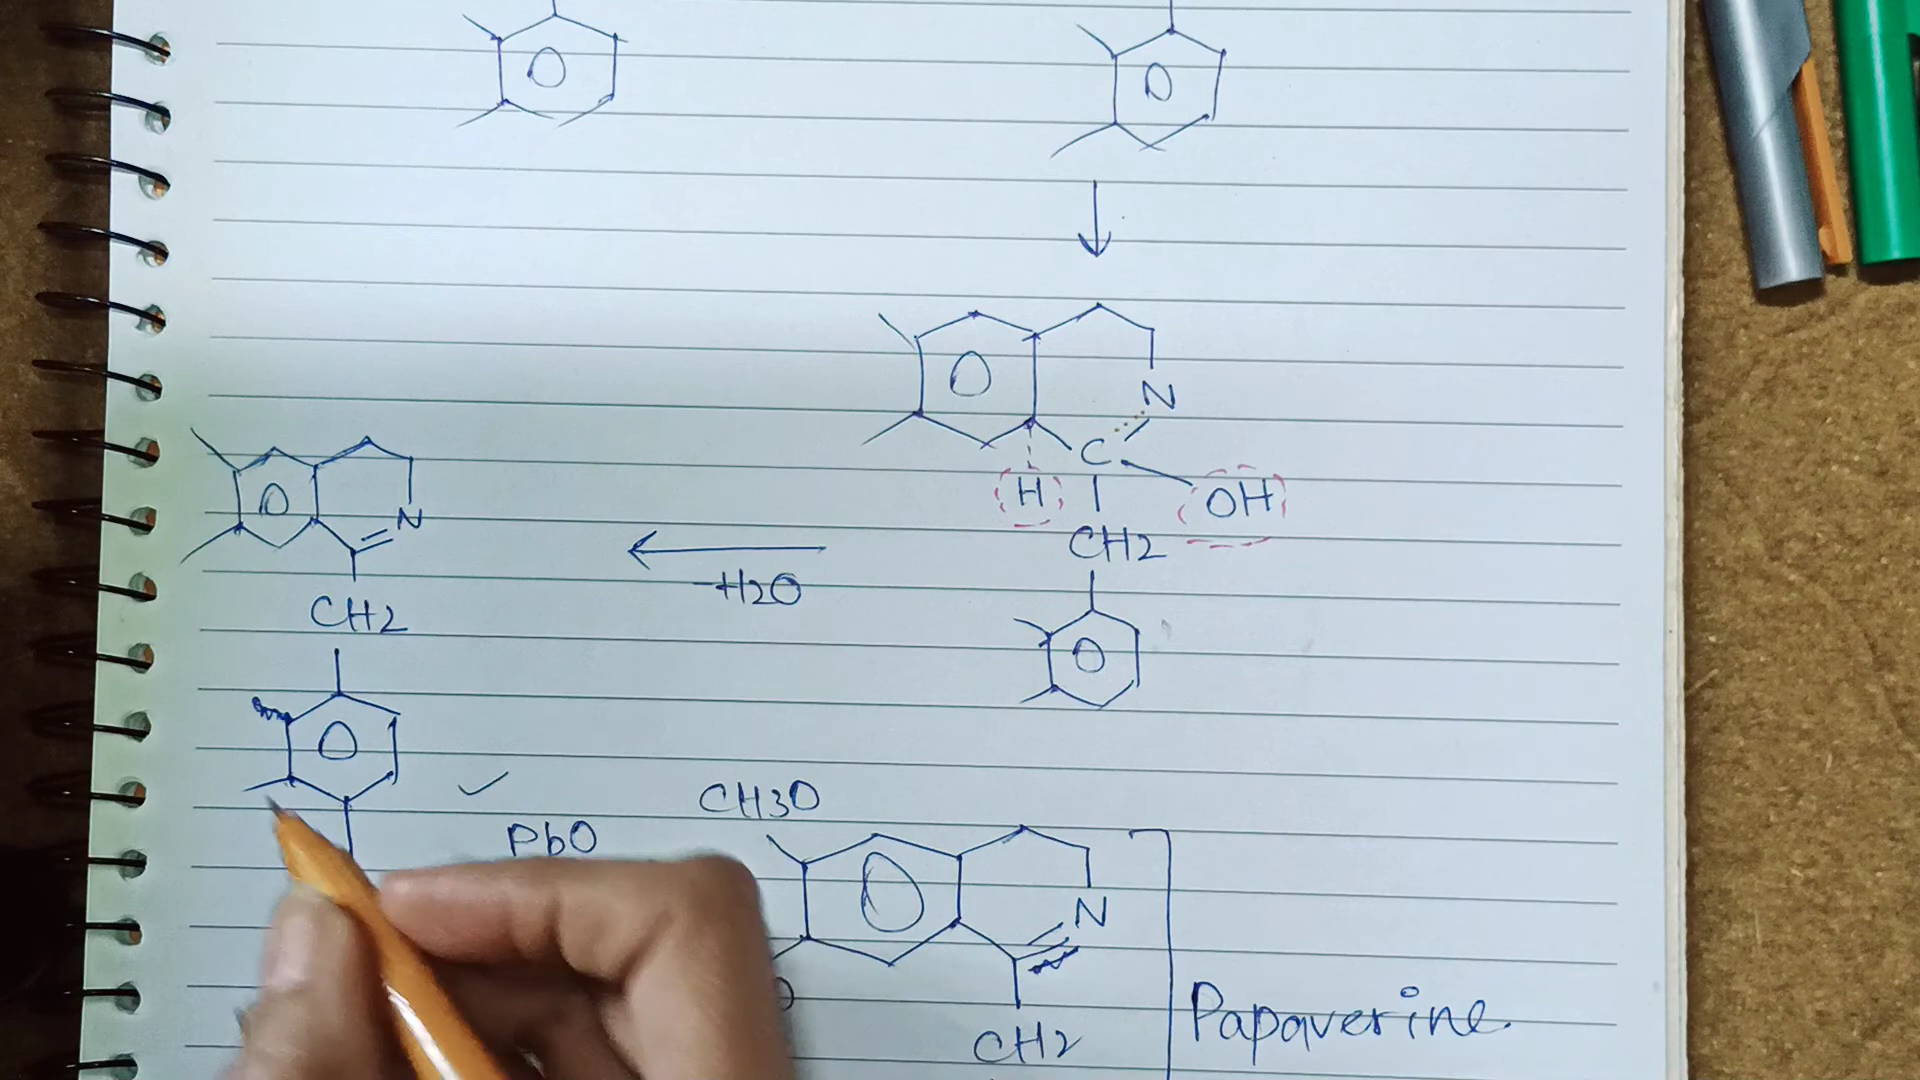 N
C
H
OH
CH2
-H2O
N
CH2
CH3O
PbO
N
O
CH2
Papaverine